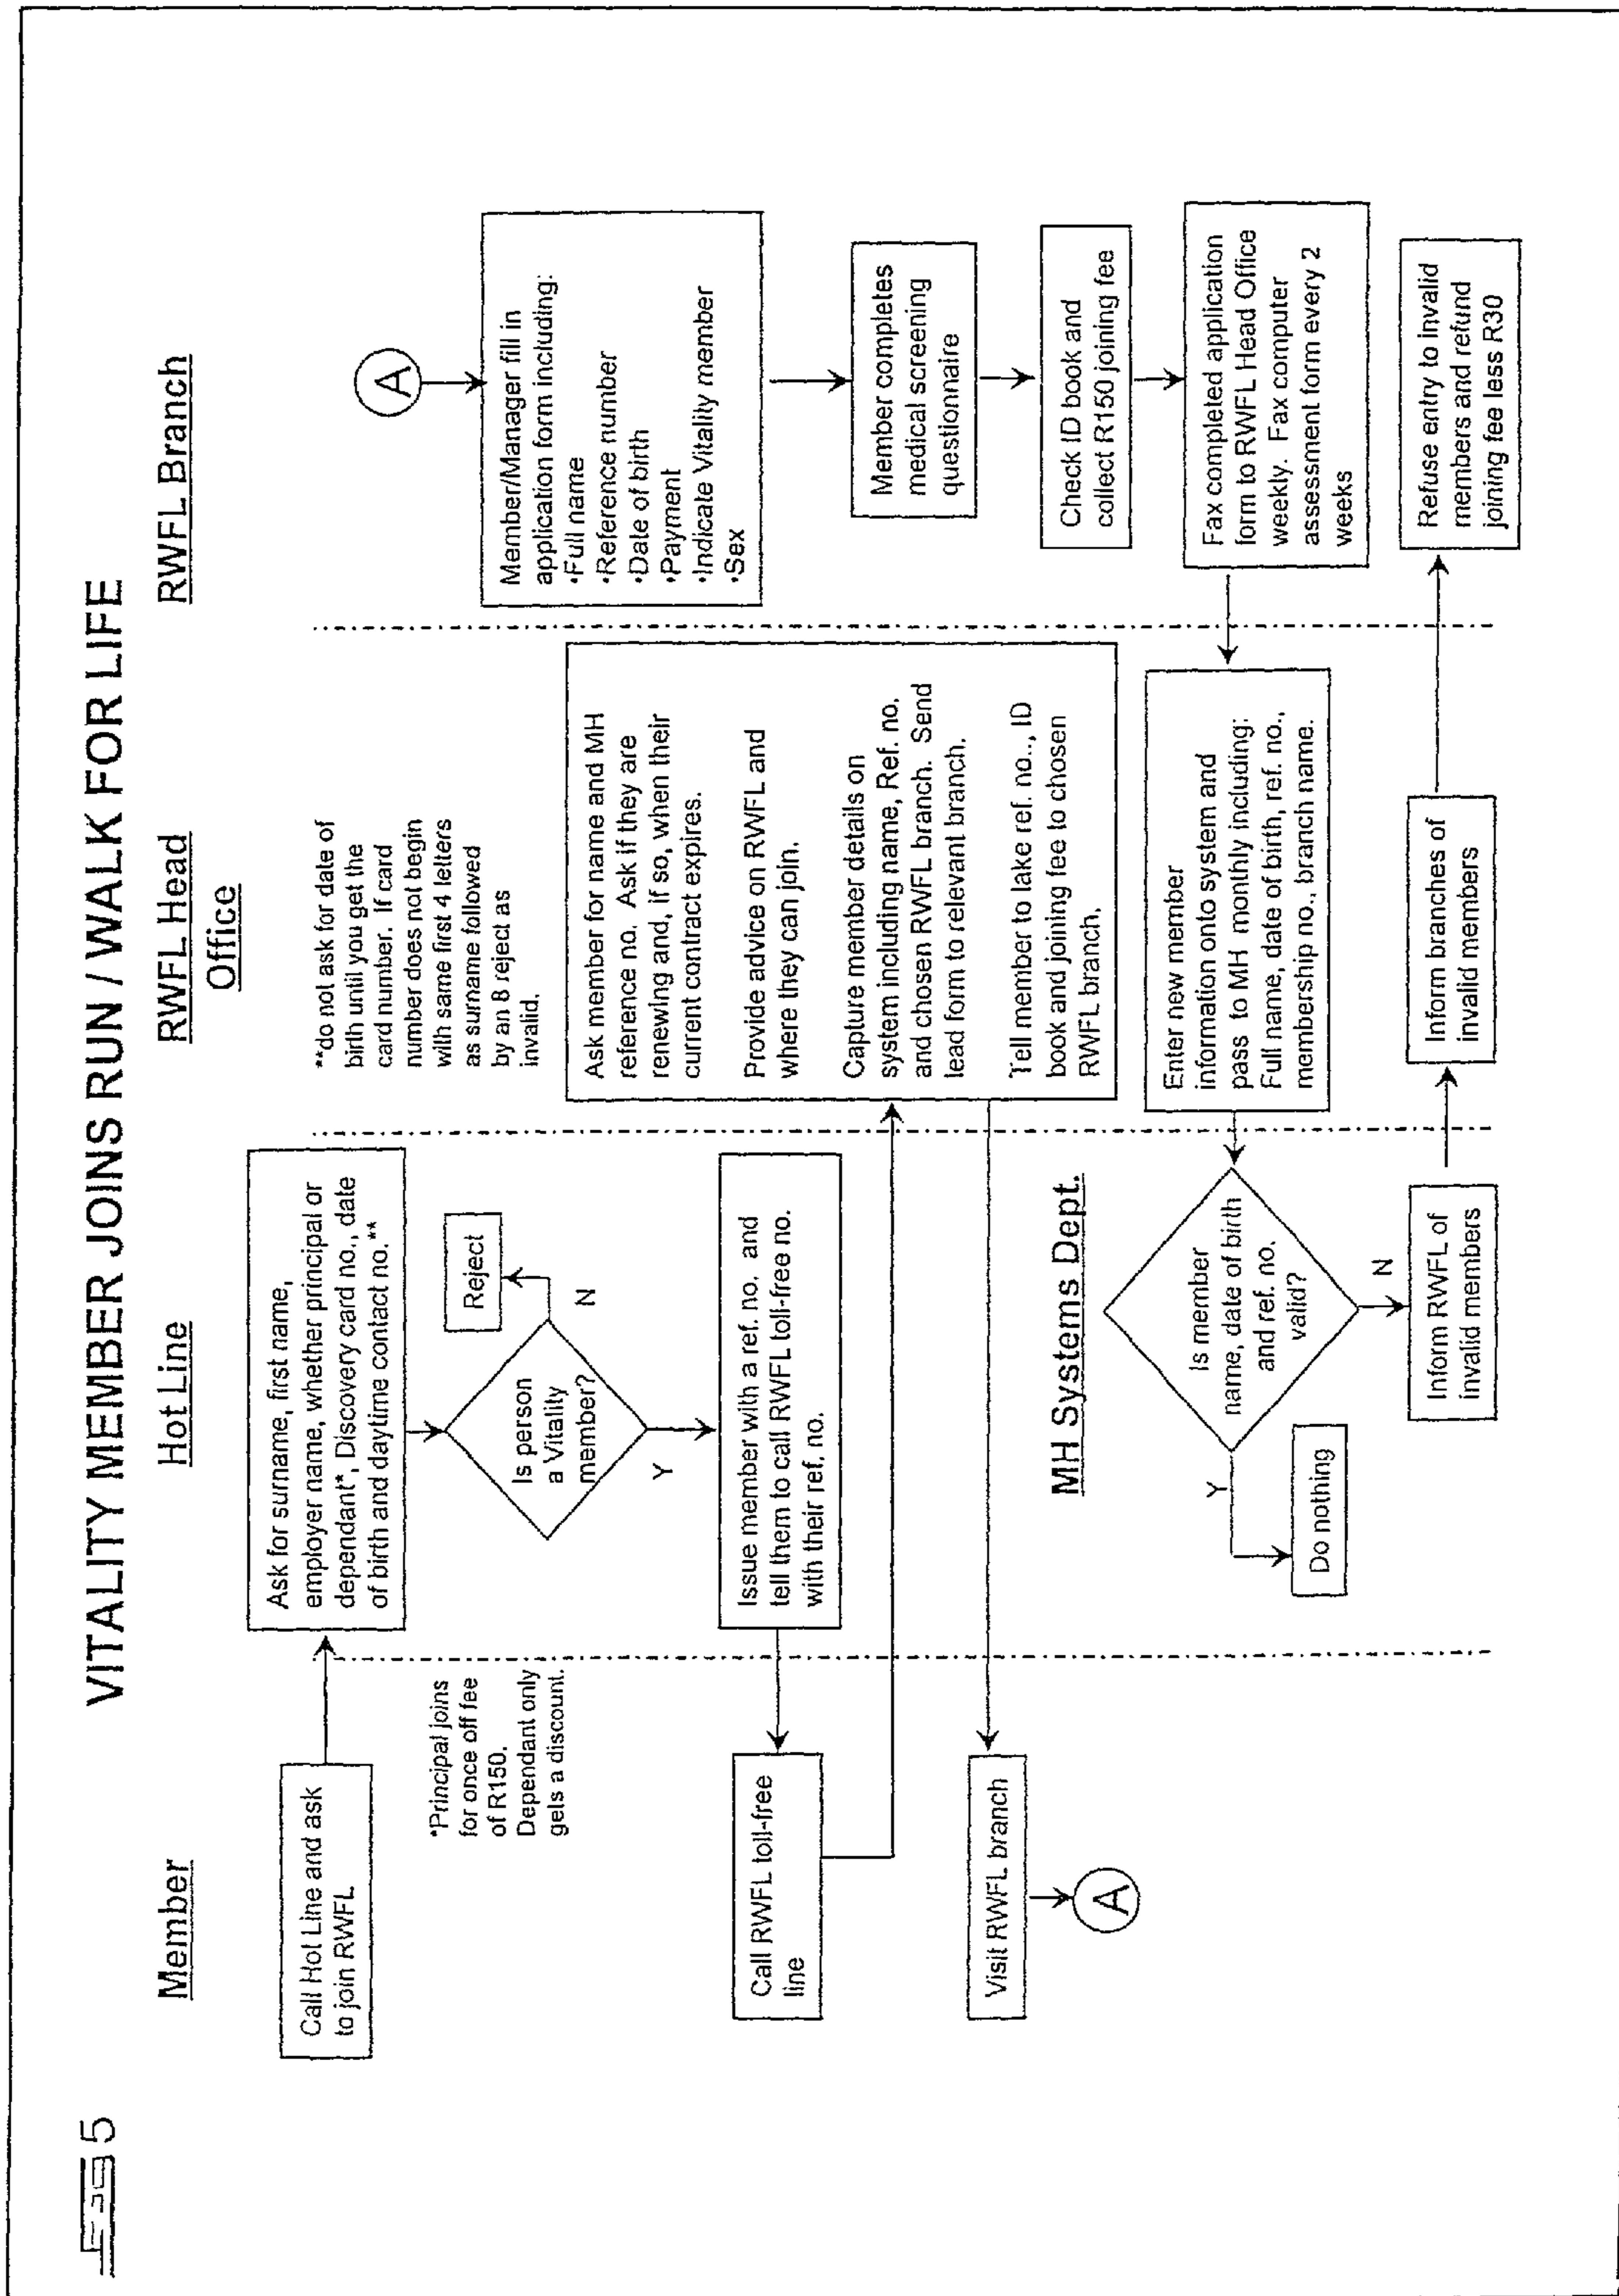 5
VITALITY MEMBER JOINS RUN / WALK FOR LIFE
Member
Hot Line
RWFL Head
Office
RWFL Branch
Call Hot Line and ask
to join RWFL
*Principal joins
for once off fee
of R150.
Dependant only
gets a discount.
Call RWFL toll-free
line
Visit RWFL branch
A
Ask for surname, first name,
employer name, whether principal or
dependant*, Discovery card no., date
of birth and daytime contact no.**
Is person
a Vitality
member?
N
Reject
Y
Issue member with a ref. no. and
tell them to call RWFL toll-free no.
with their ref. no.
MH Systems Dept.
Is member
name, date of birth
and ref. no.
valid?
Y
Do nothing
N
Inform RWFL of
invalid members
**do not ask for date of
birth until you get the
card number. If card
number does not begin
with same first 4 letters
as surname followed
by an 8 reject as
invalid.
Ask member for name and MH
reference no. Ask if they are
renewing and, if so, when their
current contract expires.
Provide advice on RWFL and
where they can join.
Capture member details on
system including name, Ref. no.
and chosen RWFL branch. Send
lead form to relevant branch.
Tell member to take ref. no.., ID
book and joining fee to chosen
RWFL branch.
Enter new member
information onto system and
pass to MH monthly including:
Full name, date of birth, ref. no.,
membership no., branch name.
Inform branches of
invalid members
A
Member/Manager fill in
application form including:
•Full name
•Reference number
•Date of birth
•Payment
•Indicate Vitality member
•Sex
Member completes
medical screening
questionaire
Check ID book and
collect R150 joining fee
Fax completed application
form to RWFL Head Office
weekly. Fax computer
assessment form every 2
weeks
Refuse entry to invalid
members and refund
joining fee less R30